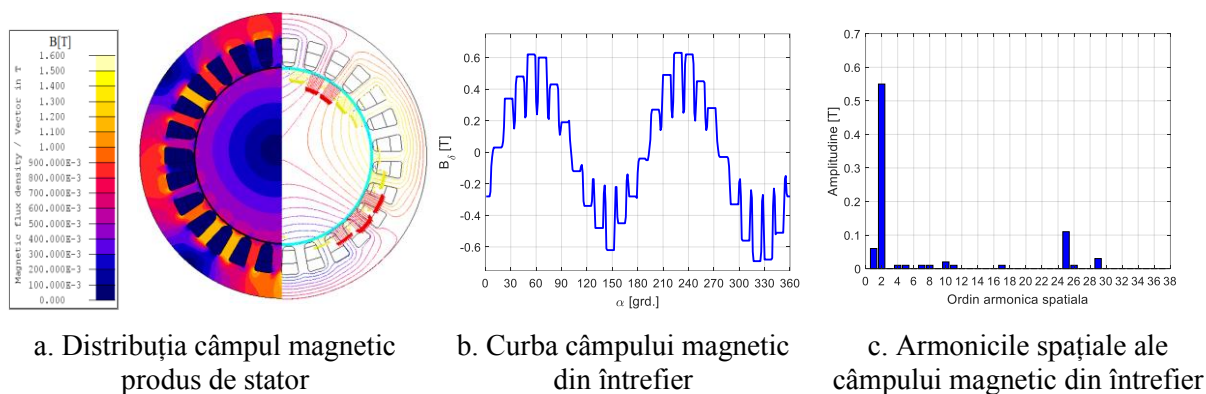 B[T]
Magnetic flux density / Vector in T
1.600
1.500
1.400
1.300
1.200
1.100
1.000
900.000E-3
800.000E-3
700.000E-3
600.000E-3
500.000E-3
400.000E-3
300.000E-3
200.000E-3
100.000E-3
0.000
B δ [T]
0.6
0.4
0.2
0
-0.2
-0.4
-0.6
0 30 60 90 120 150 180 210 240 270 300 330 360
α [grd.]
Amplitudine [T]
0.7
0.6
0.5
0.4
0.3
0.2
0.1
0
0 2 4 6 8 10 12 14 16 18 20 22 24 26 28 30 32 34 36 38
Ordin armonica spatiala
a. Distribuția câmpul magnetic
produs de stator
b. Curba câmpului magnetic
din întrefier
c. Armonicile spațiale ale
câmpului magnetic din întrefier